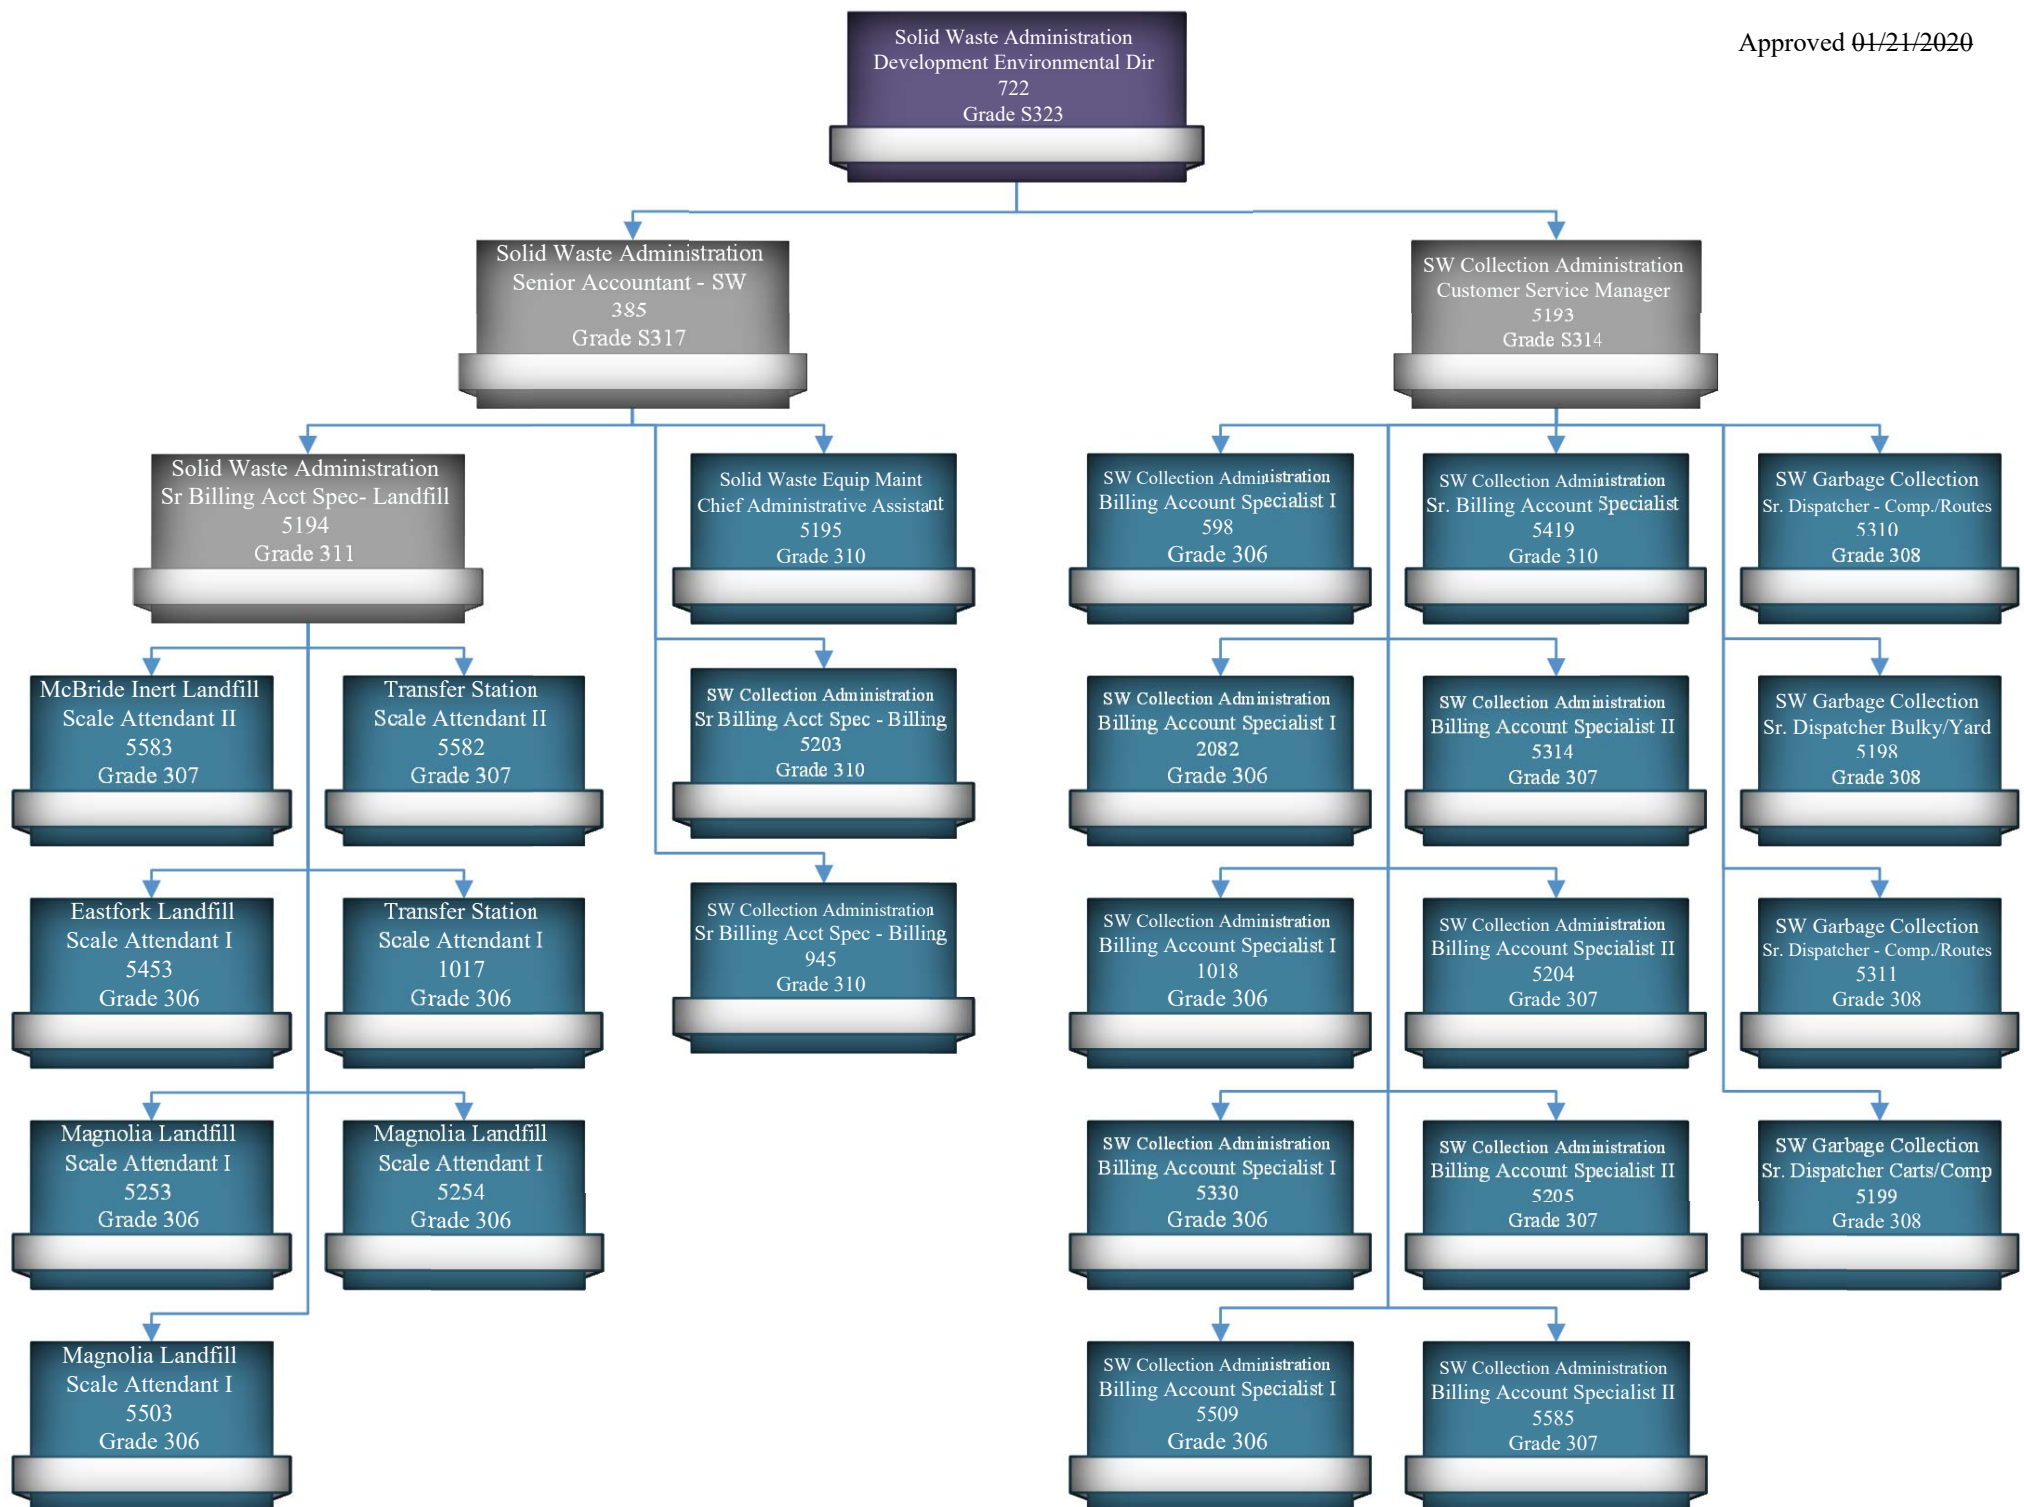 Approved 01/21/2020
Solid Waste Administration
Development Environmental Dir
722
Grade S323
Solid Waste Administration
Senior Accountant - SW
385
Grade S317
SW Collection Administration
Customer Service Manager
5193
Grade S314
Solid Waste Administration
Sr Billing Acct Spec- Landfill
5194
Grade 311
Solid Waste Equip Maint
Chief Administrative Assistant
5195
Grade 310
SW Collection Administration
Billing Account Specialist I
598
Grade 306
SW Collection Administration
Sr. Billing Account Specialist
5419
Grade 310
SW Garbage Collection
Sr. Dispatcher - Comp./Routes
5310
Grade 308
McBride Inert Landfill
Scale Attendant II
5583
Grade 307
Transfer Station
Scale Attendant II
5582
Grade 307
SW Collection Administration
Sr Billing Acct Spec - Billing
5203
Grade 310
SW Collection Administration
Billing Account Specialist I
2082
Grade 306
SW Collection Administration
Billing Account Specialist II
5314
Grade 307
SW Garbage Collection
Sr. Dispatcher Bulky/Yard
5198
Grade 308
Eastfork Landfill
Scale Attendant I
5453
Grade 306
Transfer Station
Scale Attendant I
1017
Grade 306
SW Collection Administration
Sr Billing Acct Spec - Billing
945
Grade 310
SW Collection Administration
Billing Account Specialist I
1018
Grade 306
SW Collection Administration
Billing Account Specialist II
5204
Grade 307
SW Garbage Collection
Sr. Dispatcher - Comp./Routes
5311
Grade 308
Magnolia Landfill
Scale Attendant I
5253
Grade 306
Magnolia Landfill
Scale Attendant I
5254
Grade 306
SW Collection Administration
Billing Account Specialist I
5330
Grade 306
SW Collection Administration
Billing Account Specialist II
5205
Grade 307
SW Garbage Collection
Sr. Dispatcher Carts/Comp
5199
Grade 308
Magnolia Landfill
Scale Attendant I
5503
Grade 306
SW Collection Administration
Billing Account Specialist I
5509
Grade 306
SW Collection Administration
Billing Account Specialist II
5585
Grade 307